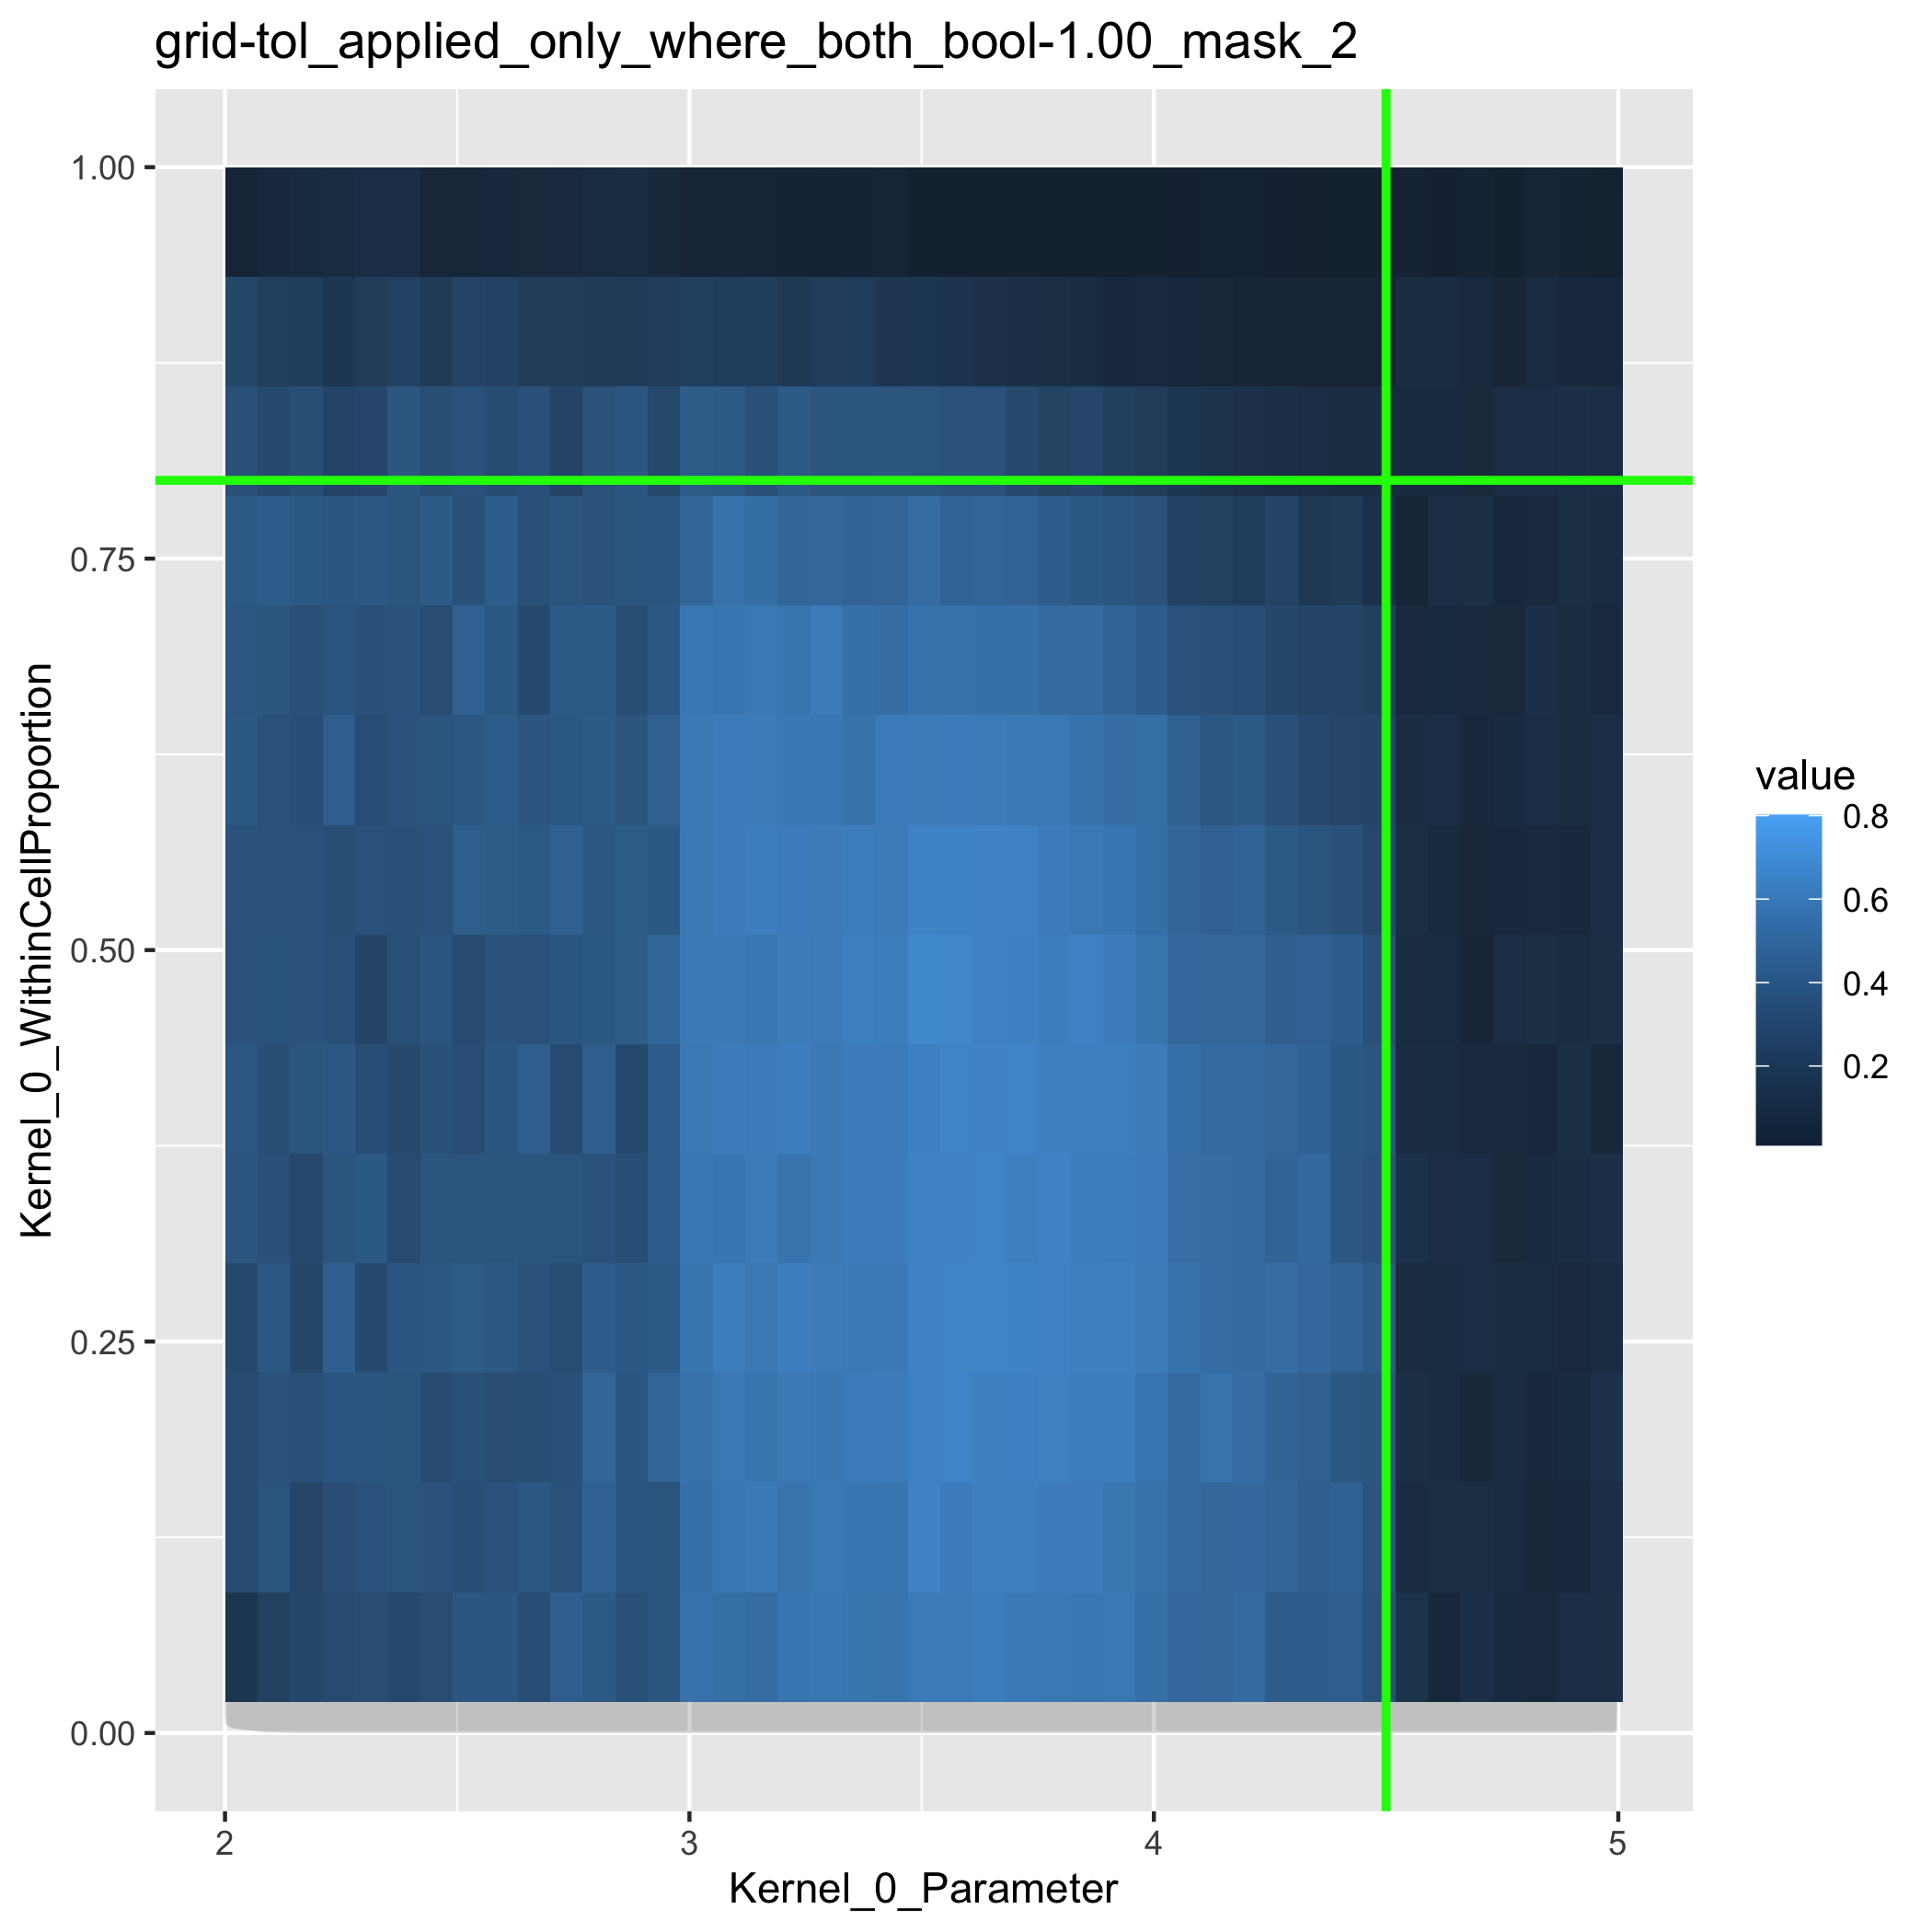 grid-tol_applied_only_where_both_bool-1.00_mask_2
1.00
0.75
0.50
0.25
0.00
Kernel_0_WithinCellProportion
2 3 4 5
Kernel_0_Parameter
value
0.8
0.6
0.4
0.2